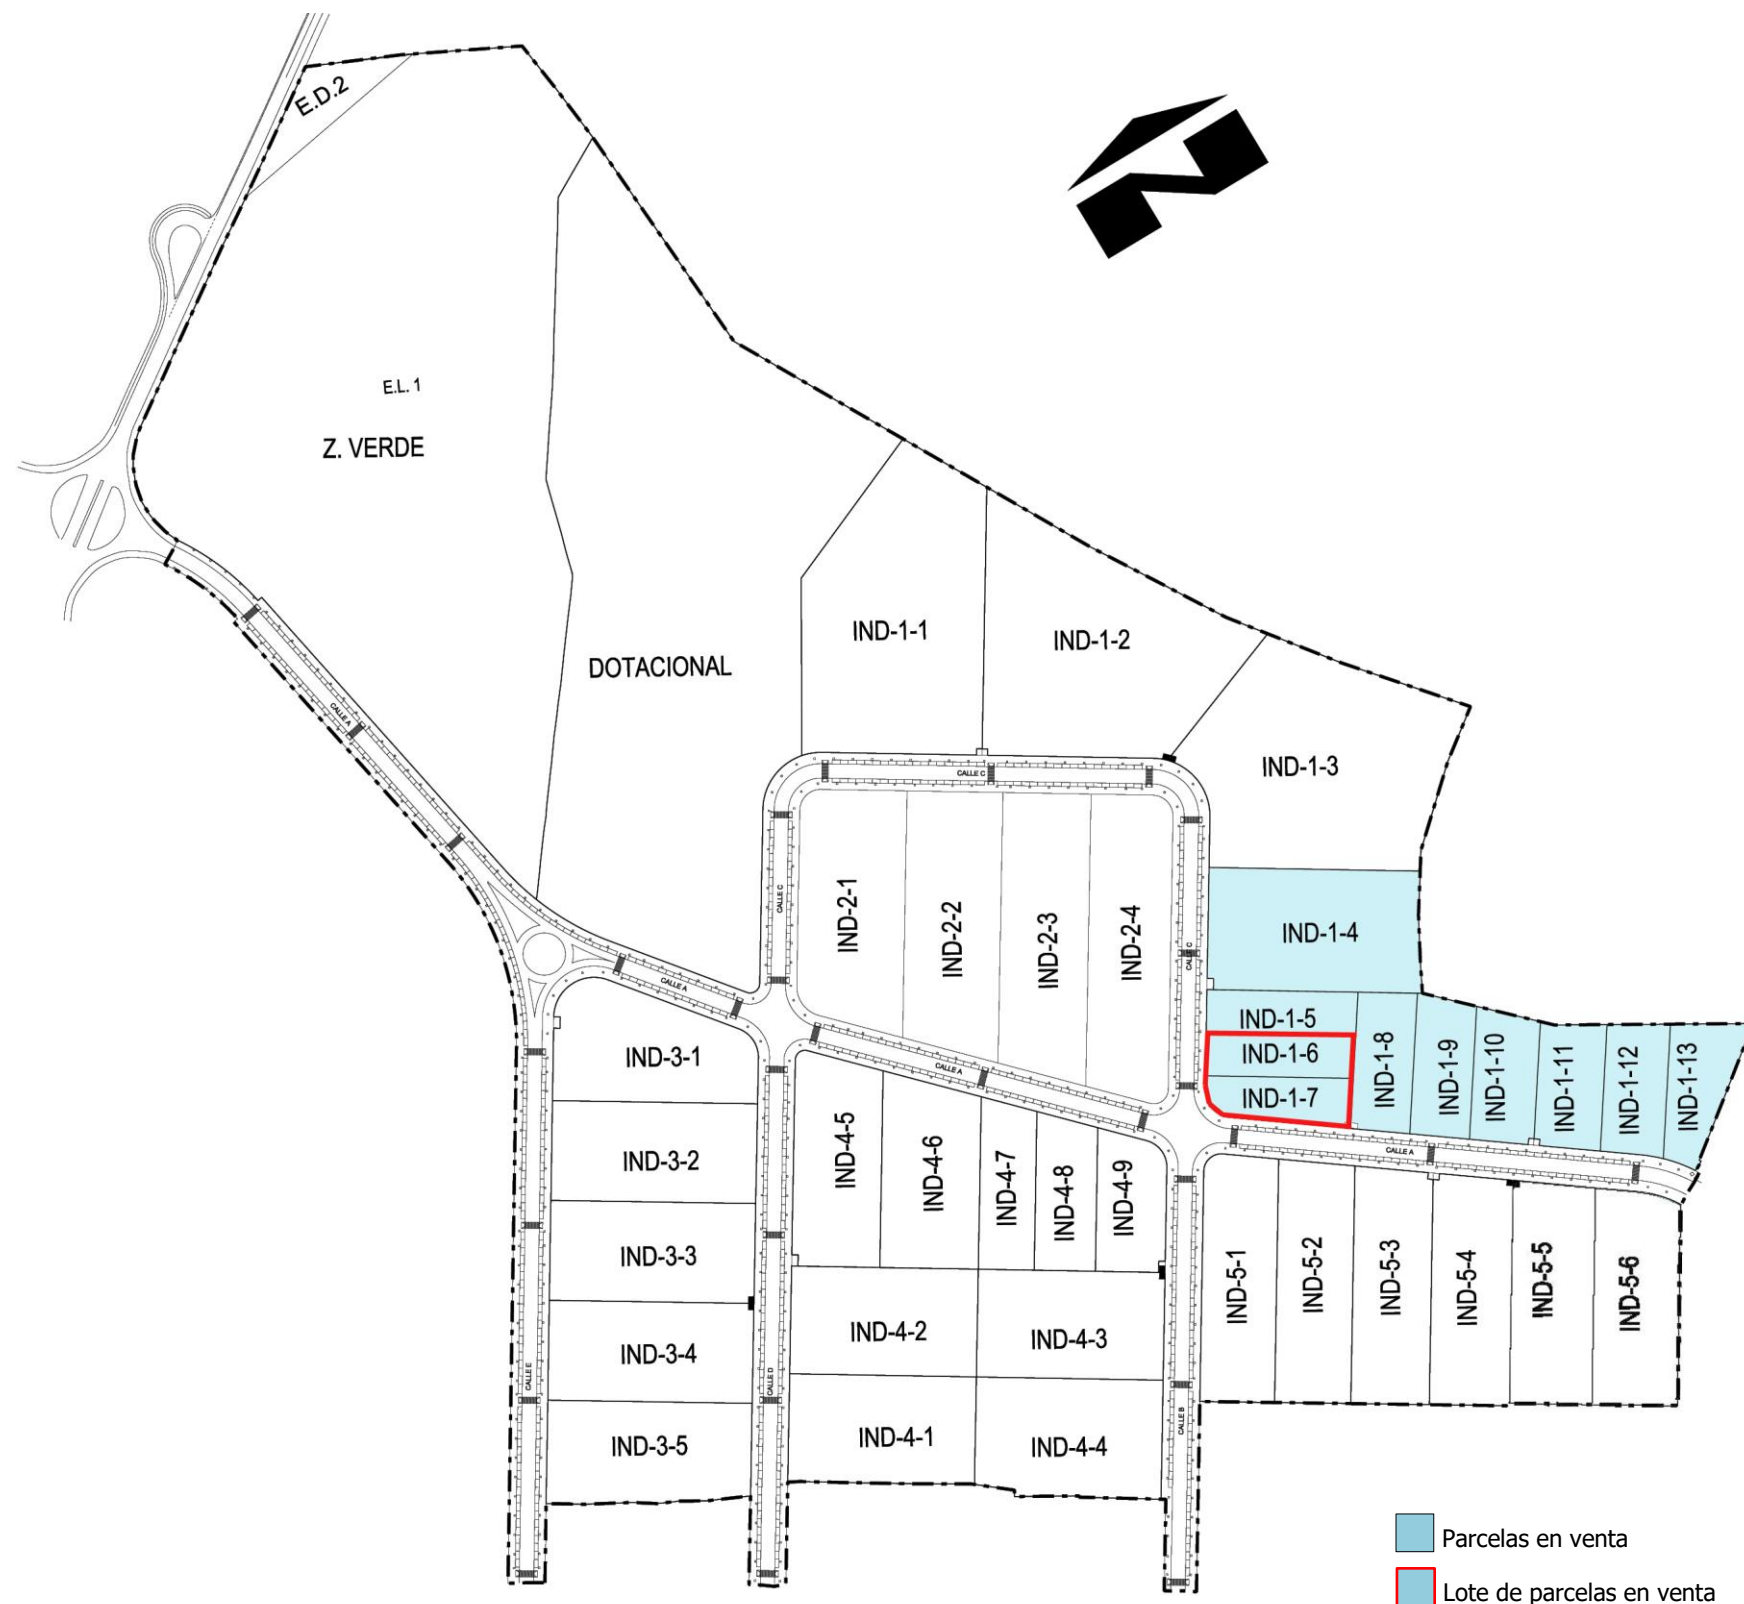 E.D.2
E.L. 1
Z. VERDE
DOTACIONAL
IND-1-1
IND-1-2
IND-1-3
IND-1-4
IND-1-5
IND-1-6
IND-1-7
IND-1-8
IND-1-9
IND-1-10
IND-1-11
IND-1-12
IND-1-13
CALLE A
CALLE C
CALLE C
CALLE C
IND-2-1
IND-2-2
IND-2-3
IND-2-4
CALLE A
CALLE A
CALLE A
IND-3-1
IND-3-2
IND-3-3
IND-3-4
IND-3-5
IND-4-5
IND-4-6
IND-4-7
IND-4-8
IND-4-9
IND-4-2
IND-4-3
IND-4-1
IND-4-4
IND-5-1
IND-5-2
IND-5-3
IND-5-4
IND-5-5
IND-5-6
CALLE E
CALLE D
CALLE B
N
Parcelas en venta
Lote de parcelas en venta